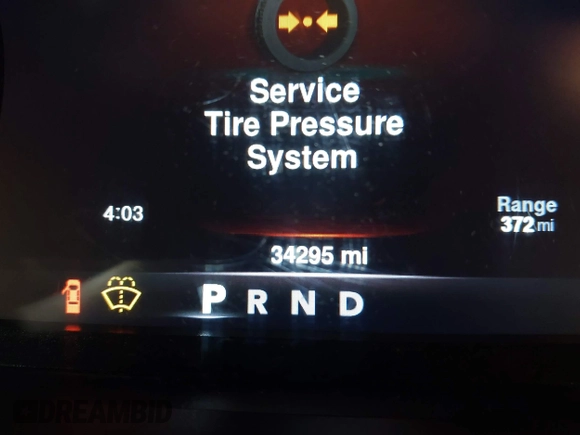 Service
Tire Pressure
System
4:03
Range
372 mi
34295 mi
P R N D
DREAMBID